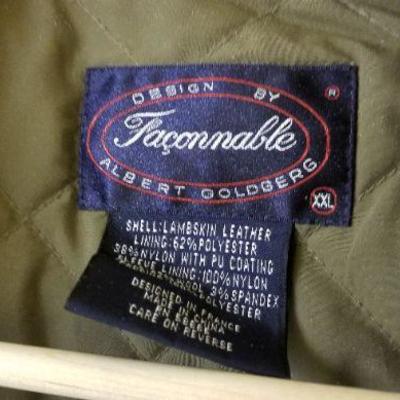 DESIGN BY
®
Façonnable
ALBERT GOLDBERG
XXL
SHELL:LAMBSKIN LEATHER
LINING:62%POLYESTER
38%NYLON WITH PU COATING
SLEEVE LINING:100%NYLON
3% SPANDEX
POLYESTER
DESIGNED IN FRANCE
MADE
CARE ON REVERSE